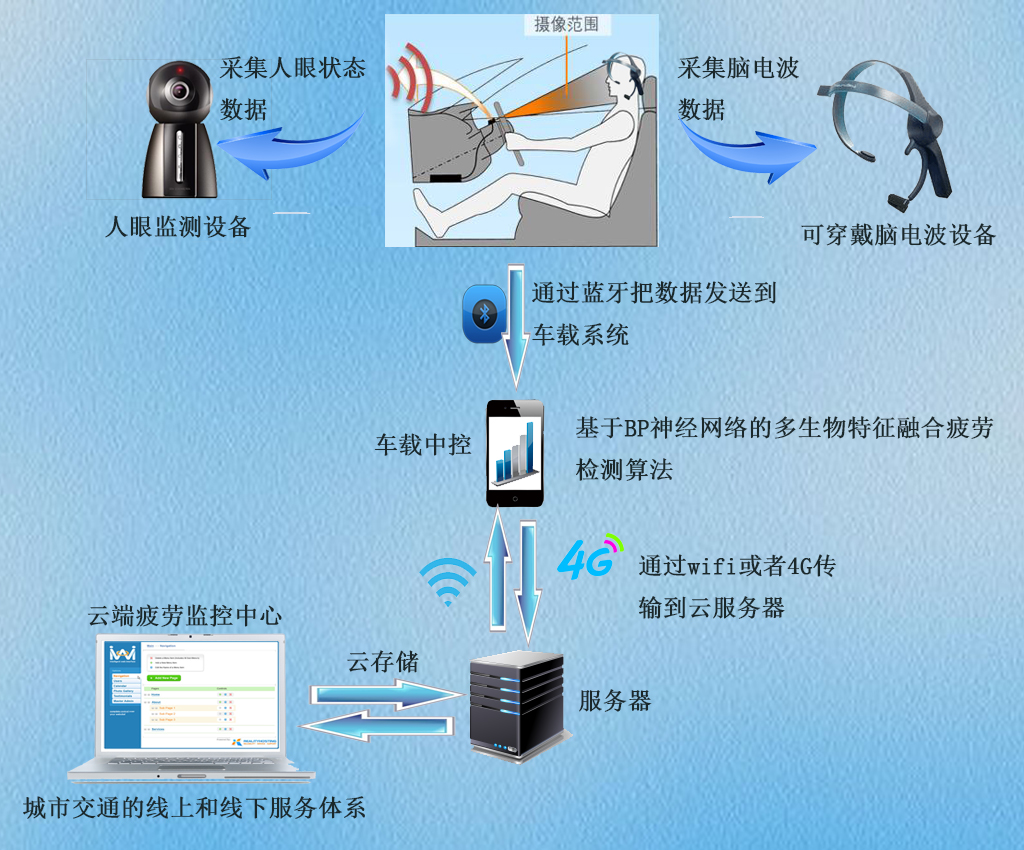 摄像范围
采集人眼状态
数据
采集脑电波
数据
人眼监测设备
可穿戴脑电波设备
通过蓝牙把数据发送到
车载系统
车载中控
基于BP神经网络的多生物特征融合疲劳
检测算法
4G
通过wifi或者4G传
输到云服务器
云端疲劳监控中心
云存储
服务器
Add New Page
城市交通的线上和线下服务体系